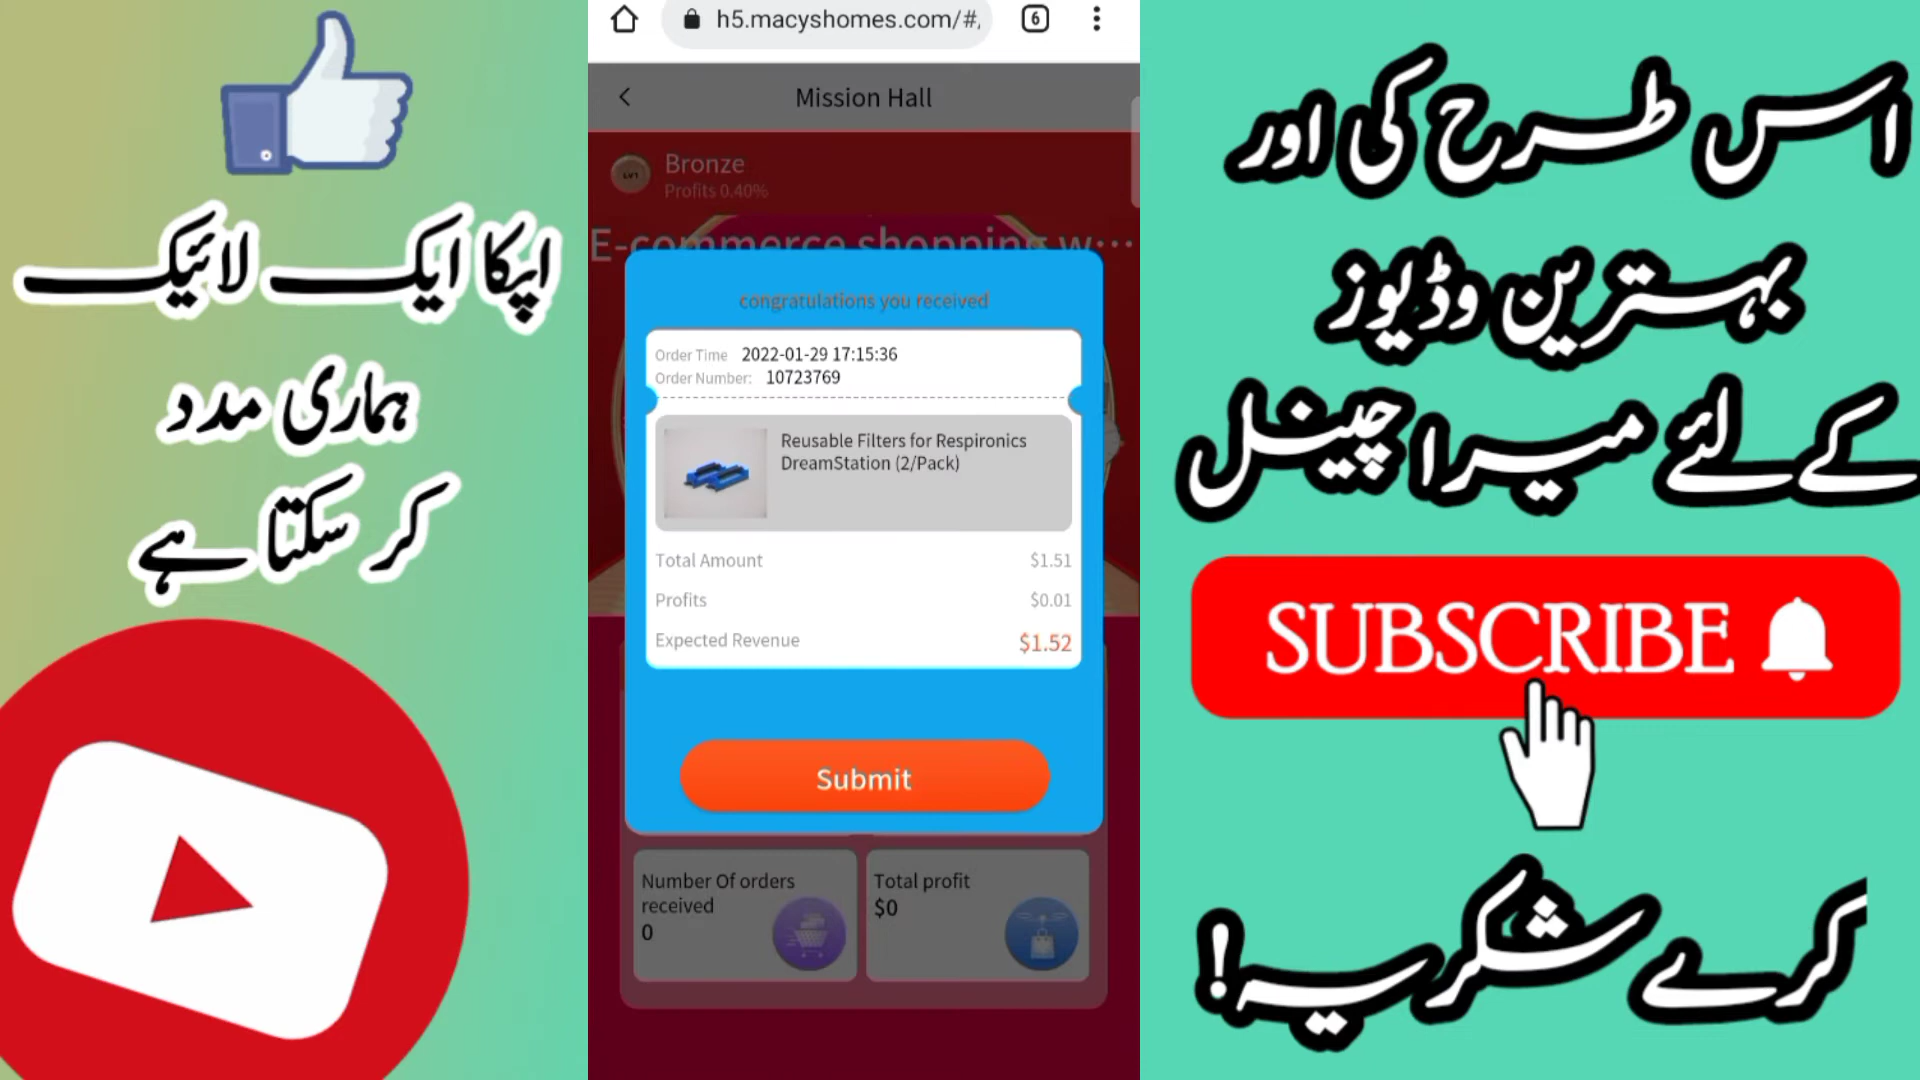 اپکا ایک لائیک
ہماری مدد
کر سکتا ہے
h5.macyshomes.com/#
6
Mission Hall
LV1
Bronze
Profits 0.40%
E-commerce shopping w...
congratulations you received
Order Time 2022-01-29 17:15:36
Order Number: 10723769
Reusable Filters for Respironics
DreamStation (2/Pack)
Total Amount $1.51
Profits $0.01
Expected Revenue $1.52
Submit
Number Of orders
received
0
Total profit
$0
اس طرح کی اور
بہترین وڈیوز
کے لئے میرا چینل
SUBSCRIBE
کرے شکریہ!